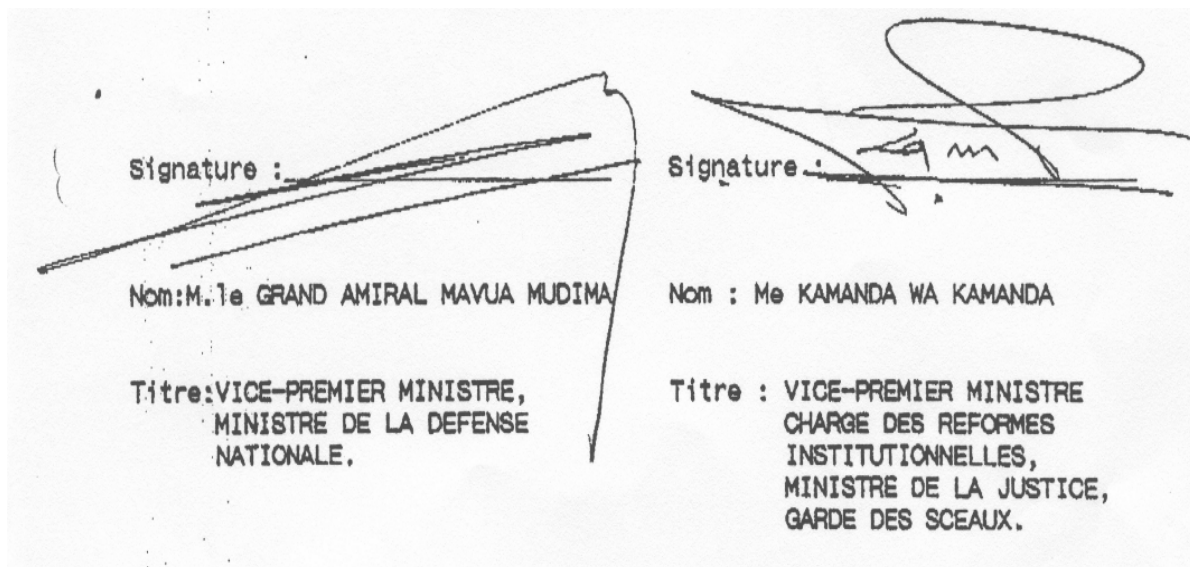 Signature :
Nom:M.le GRAND AMIRAL MAVUA MUDIMA
Titre:VICE-PREMIER MINISTRE,
MINISTRE DE LA DEFENSE
NATIONALE.
Signature :
Nom : Me KAMANDA WA KAMANDA
Titre : VICE-PREMIER MINISTRE
CHARGE DES REFORMES
INSTITUTIONNELLES,
MINISTRE DE LA JUSTICE,
GARDE DES SCEAUX.